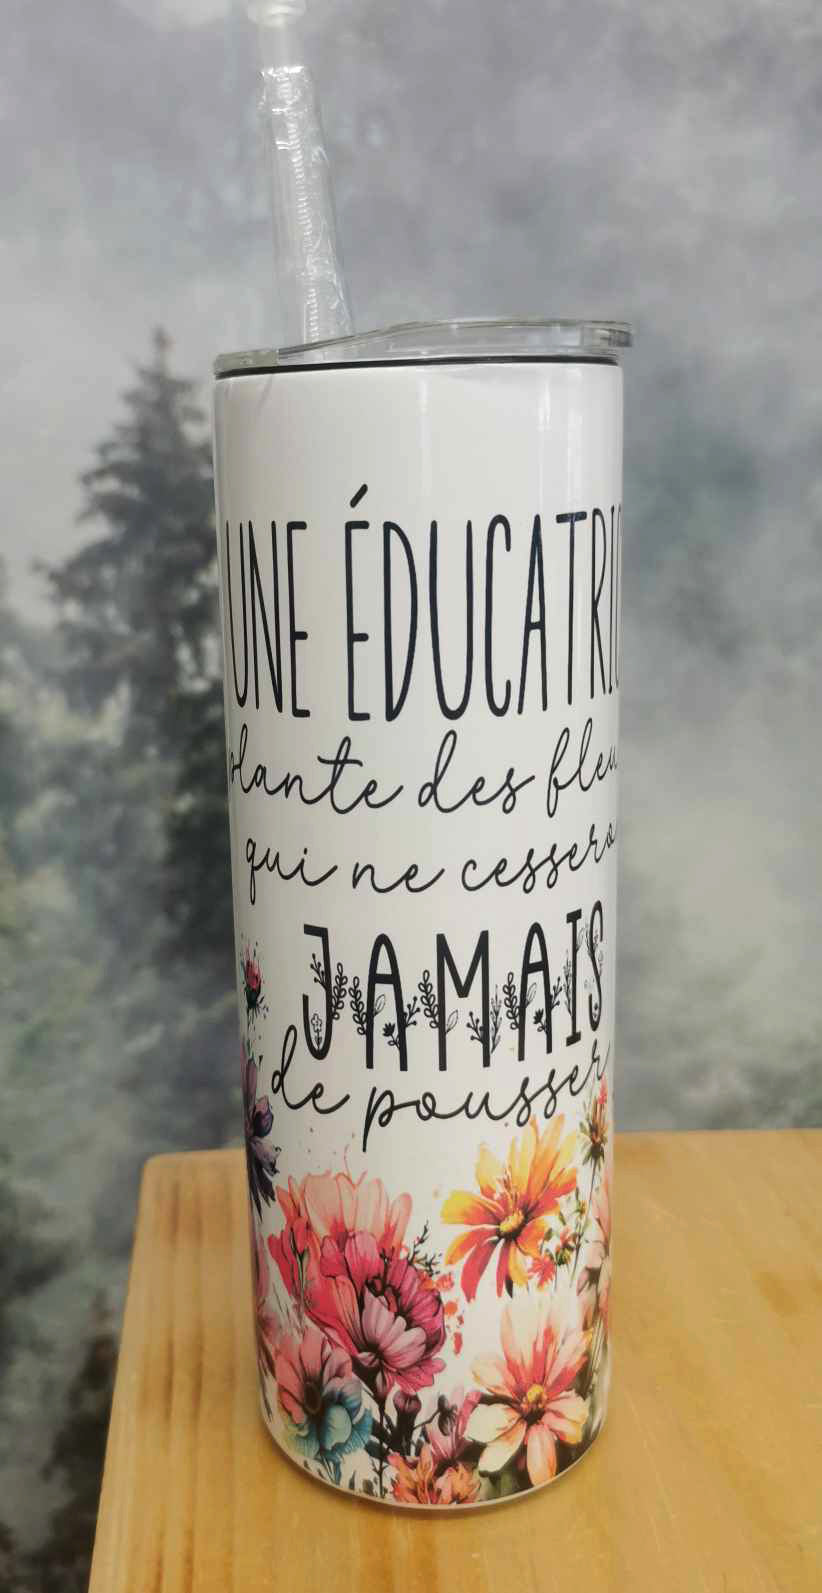 UNE ÉDUCATRIC
plante des fleu
qui ne cessero
JAMAIS
de pousser